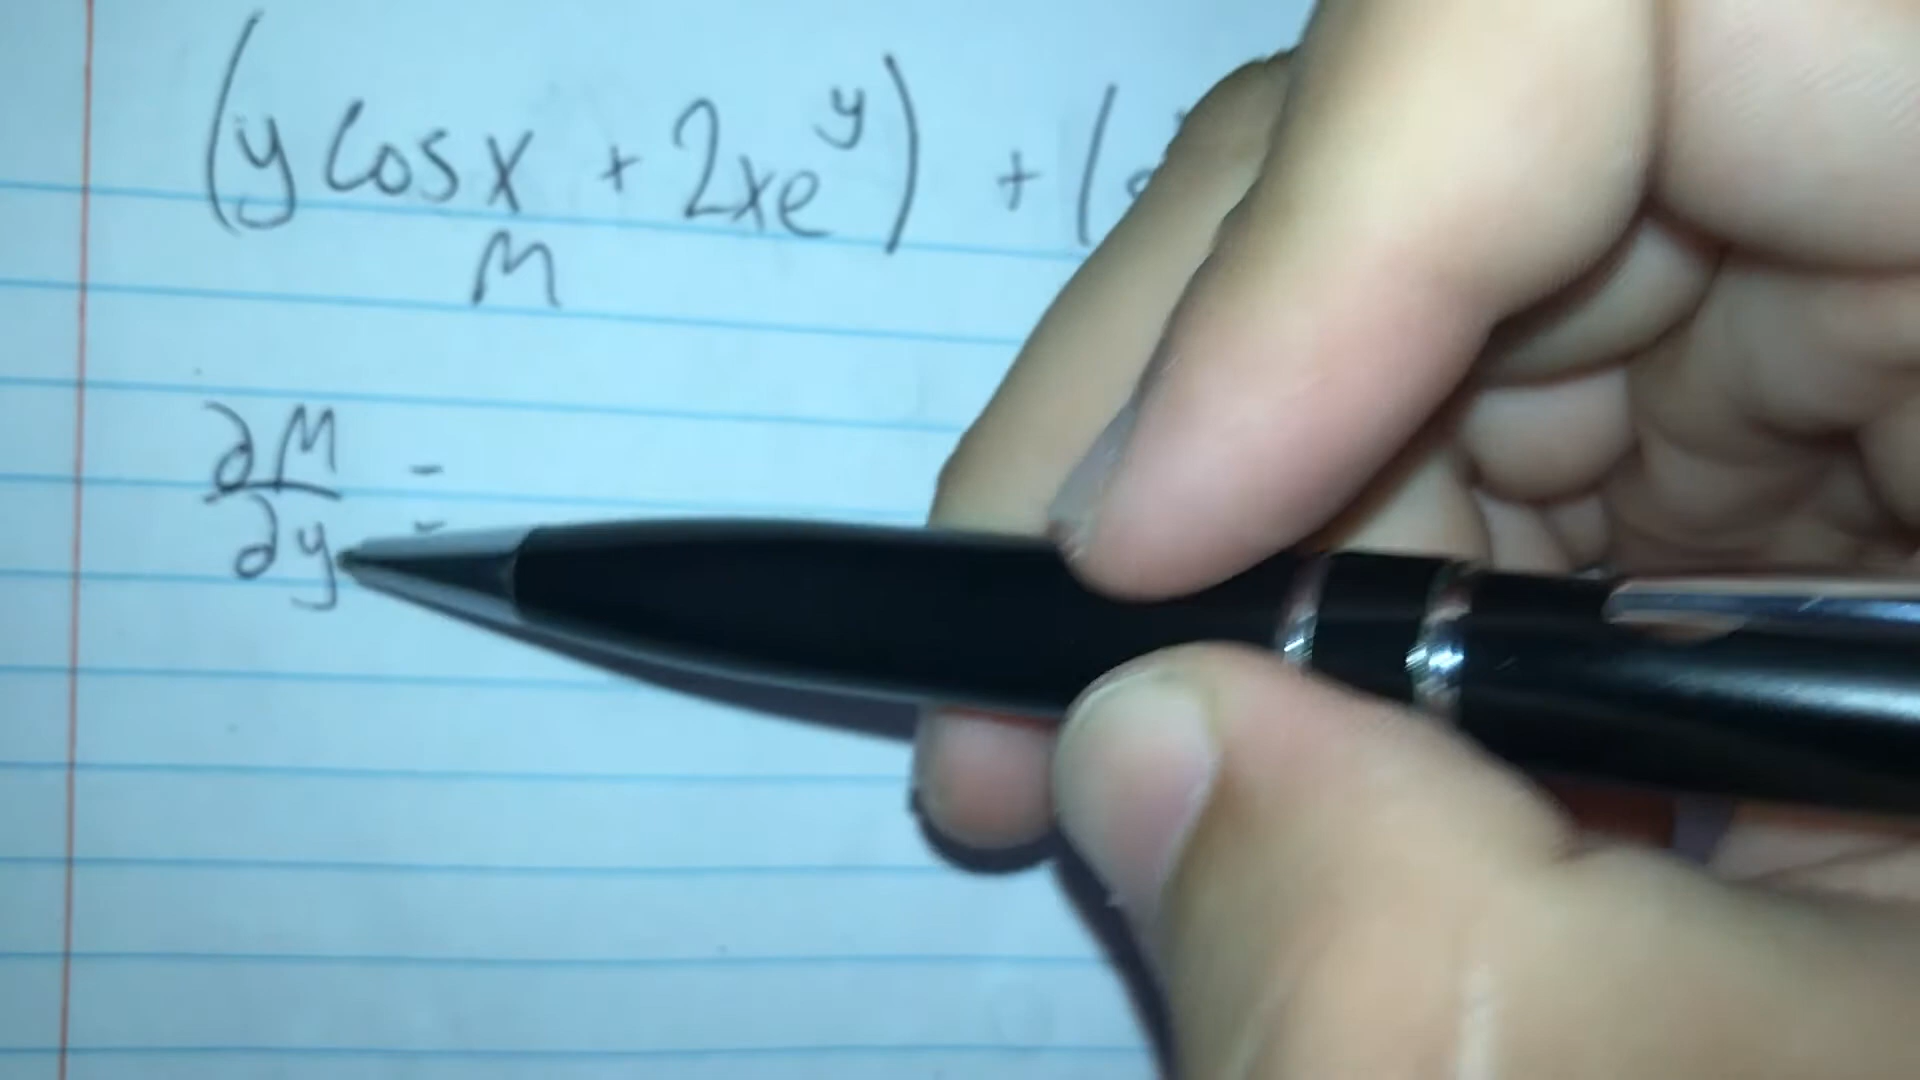 (y cos x + 2xe^y) + (
M
∂M/∂y =